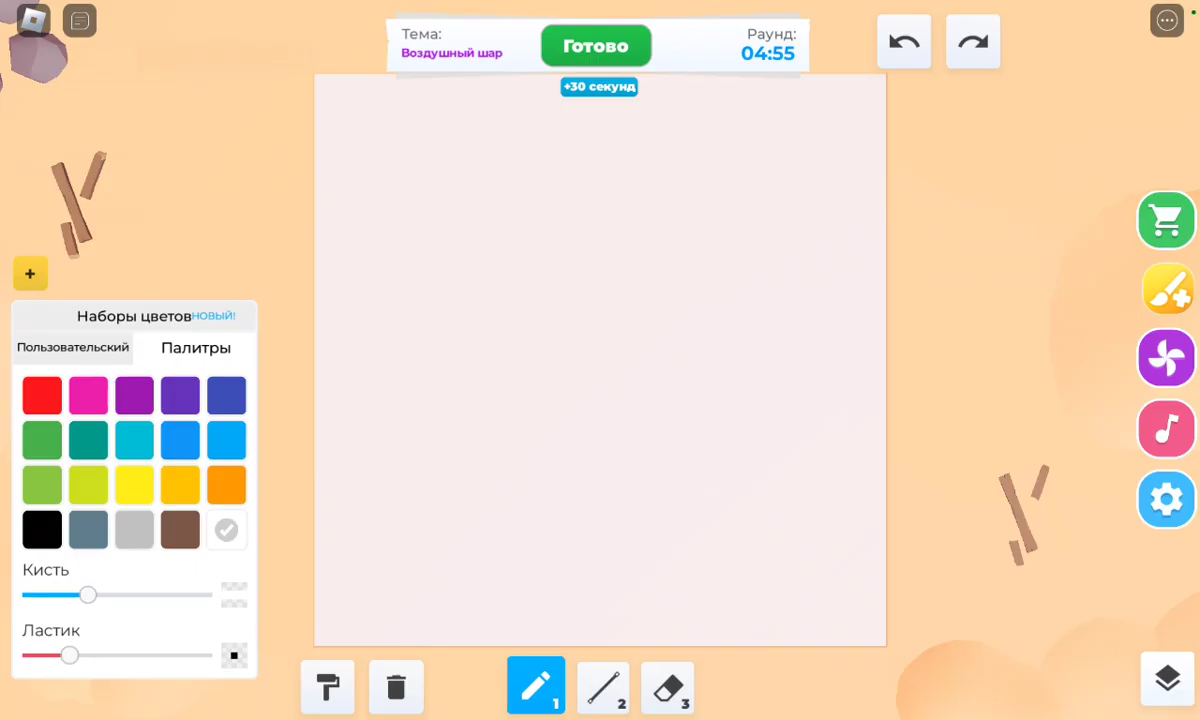 Тема:
Воздушный шар
Готово
Раунд:
04:55
+30 секунд
+
Наборы цветов НОВЫЙ!
Пользовательский
Палитры
Кисть
Ластик
1
2
3